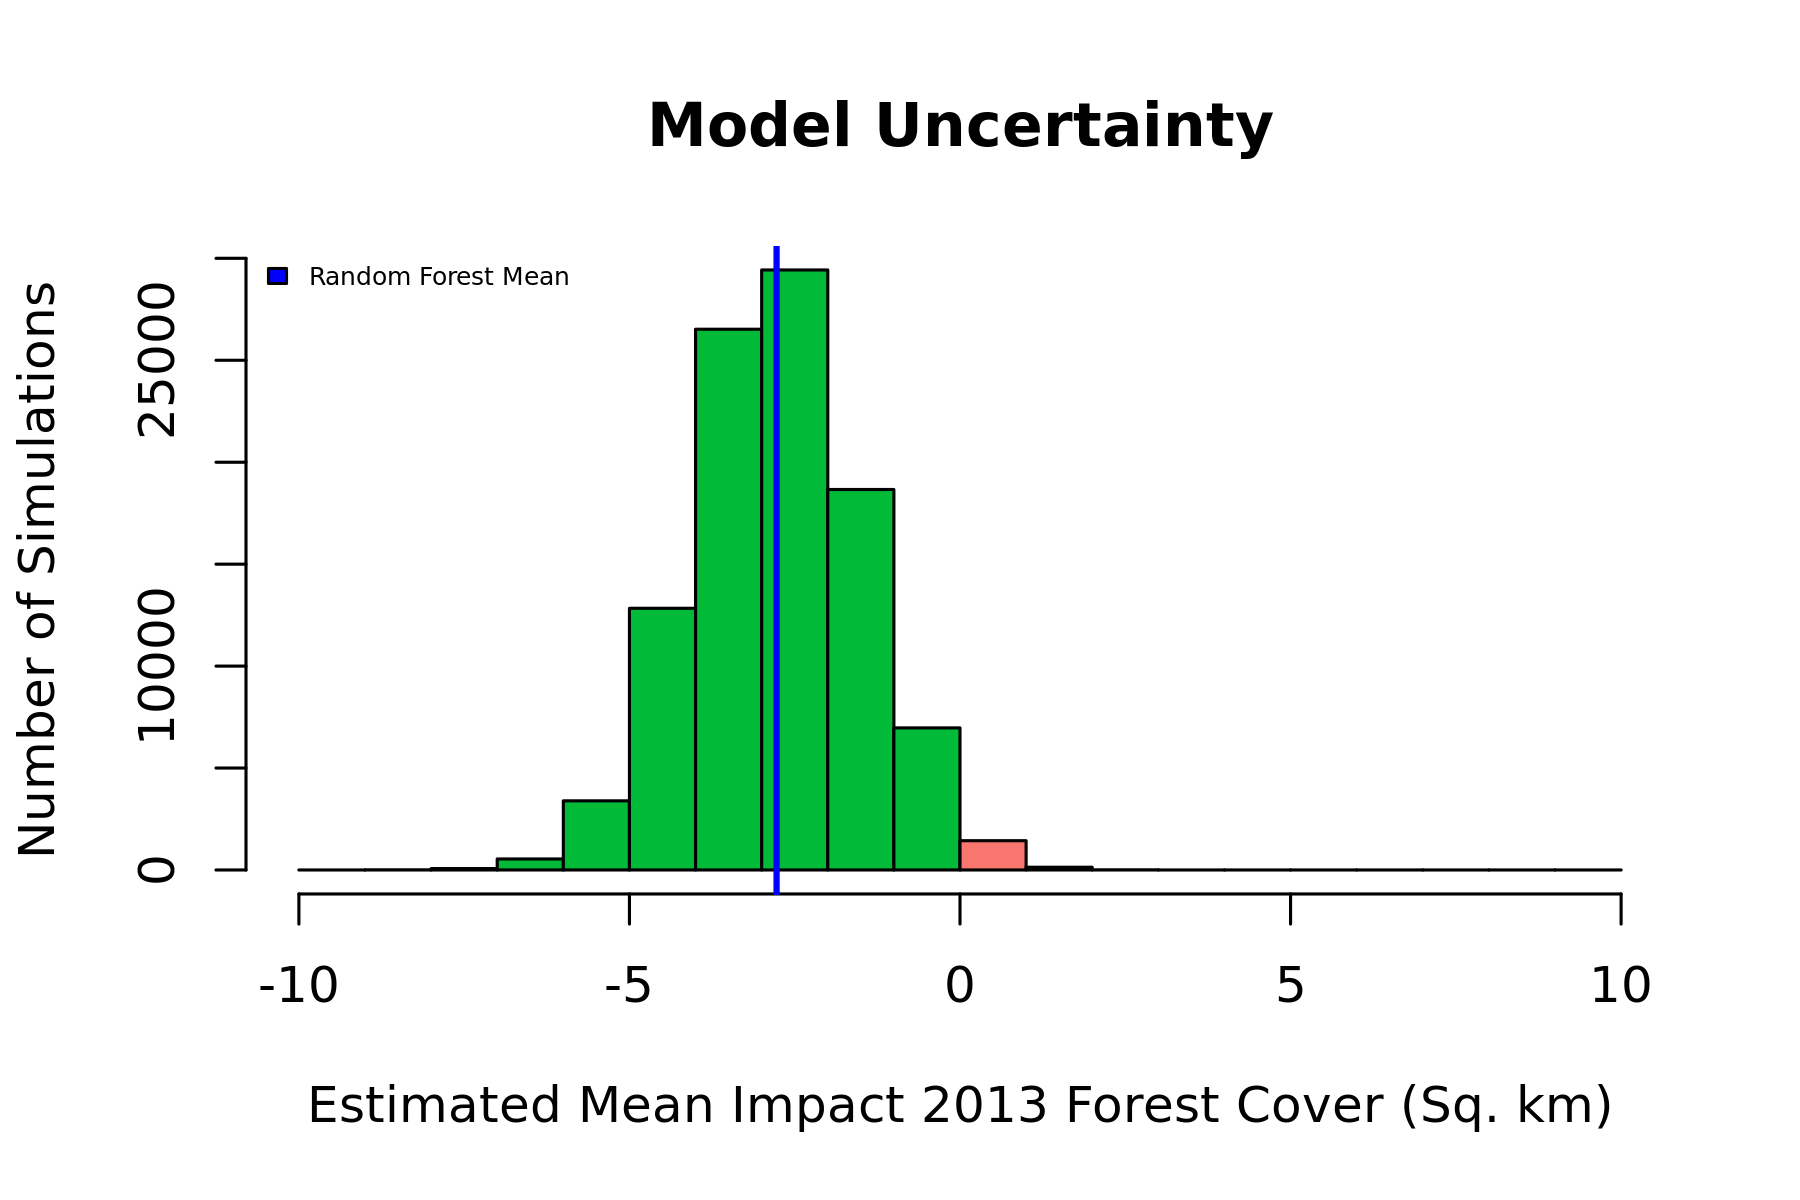 Model Uncertainty
Random Forest Mean
Number of Simulations
25000
10000
0
-10 -5 0 5 10
Estimated Mean Impact 2013 Forest Cover (Sq. km)